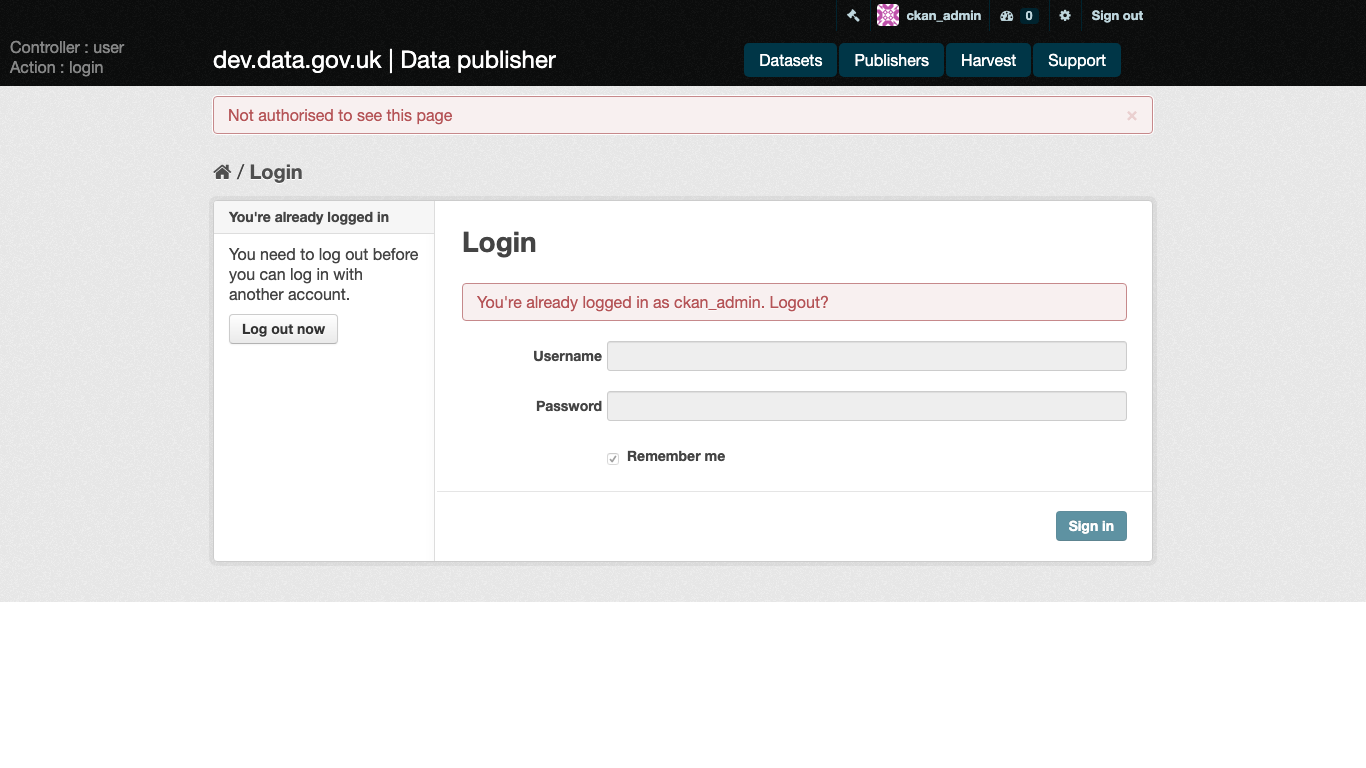 ckan_admin 0 Sign out
Controller : user
Action : login
dev.data.gov.uk | Data publisher
Datasets Publishers Harvest Support
Not authorised to see this page ×
/ Login
You're already logged in
You need to log out before
you can log in with
another account.
Log out now
Login
You're already logged in as ckan_admin. Logout?
Username
Password
Remember me
Sign in